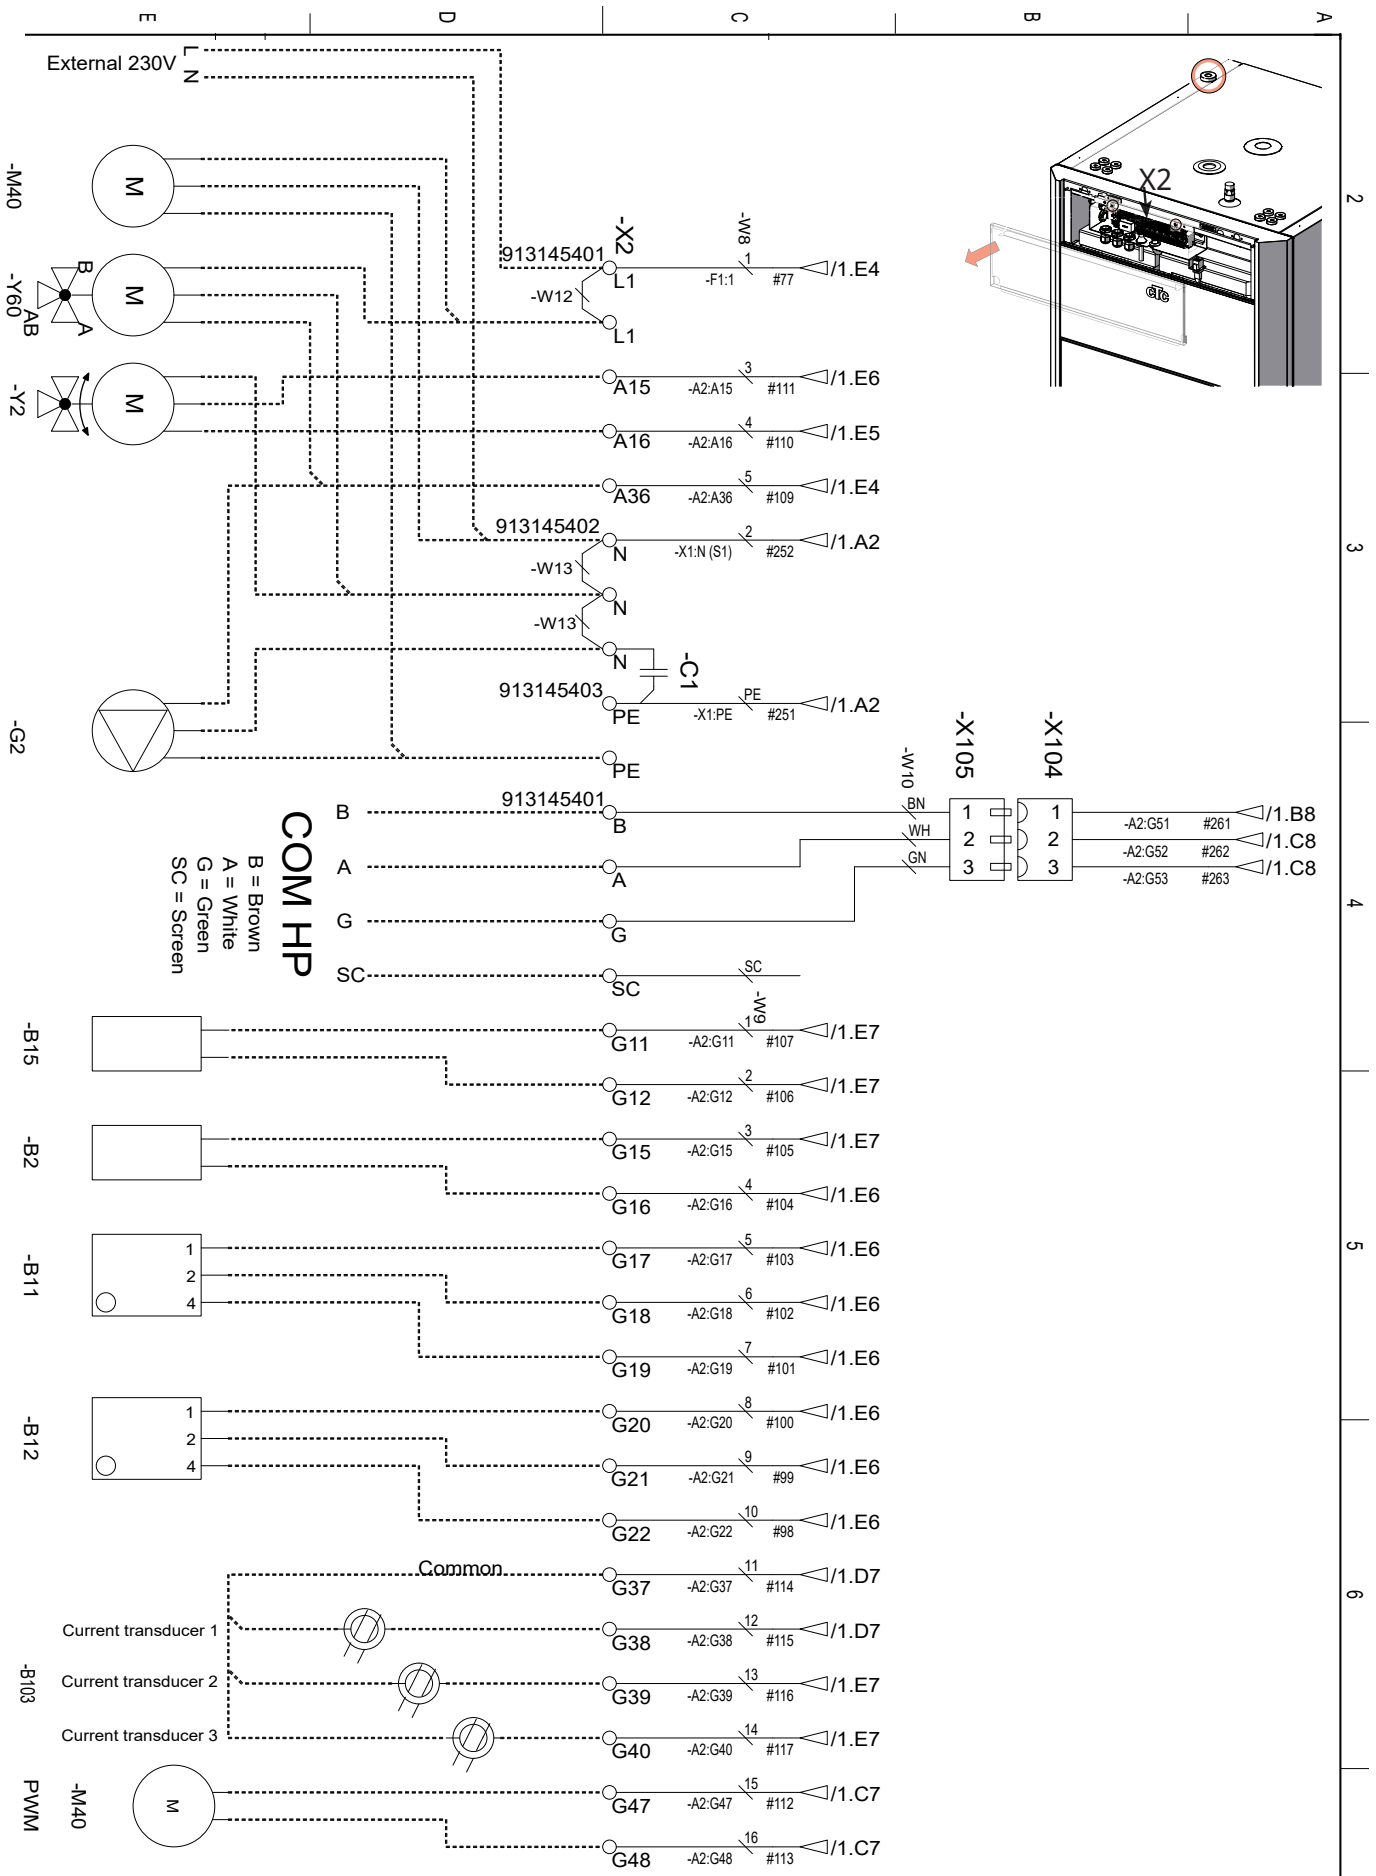 E D C B A
External 230V L
N
2
3
4
5
6
X2
cTc
-M40
B
A
AB
-Y60
-Y2
-G2
M
M
M
-X2
-W8
913145401 L1 -F1:1 1 #77 /1.E4
-W12
L1
A15 -A2:A15 3 #111 /1.E6
A16 -A2:A16 4 #110 /1.E5
A36 -A2:A36 5 #109 /1.E4
913145402 N -X1:N (S1) 2 #252 /1.A2
-W13
N
-W13
N
-C1
913145403 PE -X1:PE PE #251 /1.A2
PE
-W10
-X105
-X104
B 913145401 B BN 1 1 -A2:G51 #261 /1.B8
A A WH 2 2 -A2:G52 #262 /1.C8
G G GN 3 3 -A2:G53 #263 /1.C8
SC SC SC
COM HP
B = Brown
A = White
G = Green
SC = Screen
-W9
-B15
G11 -A2:G11 1 #107 /1.E7
G12 -A2:G12 2 #106 /1.E7
-B2
G15 -A2:G15 3 #105 /1.E7
G16 -A2:G16 4 #104 /1.E6
-B11
1 G17 -A2:G17 5 #103 /1.E6
2 G18 -A2:G18 6 #102 /1.E6
4 G19 -A2:G19 7 #101 /1.E6
-B12
1 G20 -A2:G20 8 #100 /1.E6
2 G21 -A2:G21 9 #99 /1.E6
4 G22 -A2:G22 10 #98 /1.E6
Common G37 -A2:G37 11 #114 /1.D7
Current transducer 1 G38 -A2:G38 12 #115 /1.D7
-B103
Current transducer 2 G39 -A2:G39 13 #116 /1.E7
Current transducer 3 G40 -A2:G40 14 #117 /1.E7
-M40
PWM
M
G47 -A2:G47 15 #112 /1.C7
G48 -A2:G48 16 #113 /1.C7